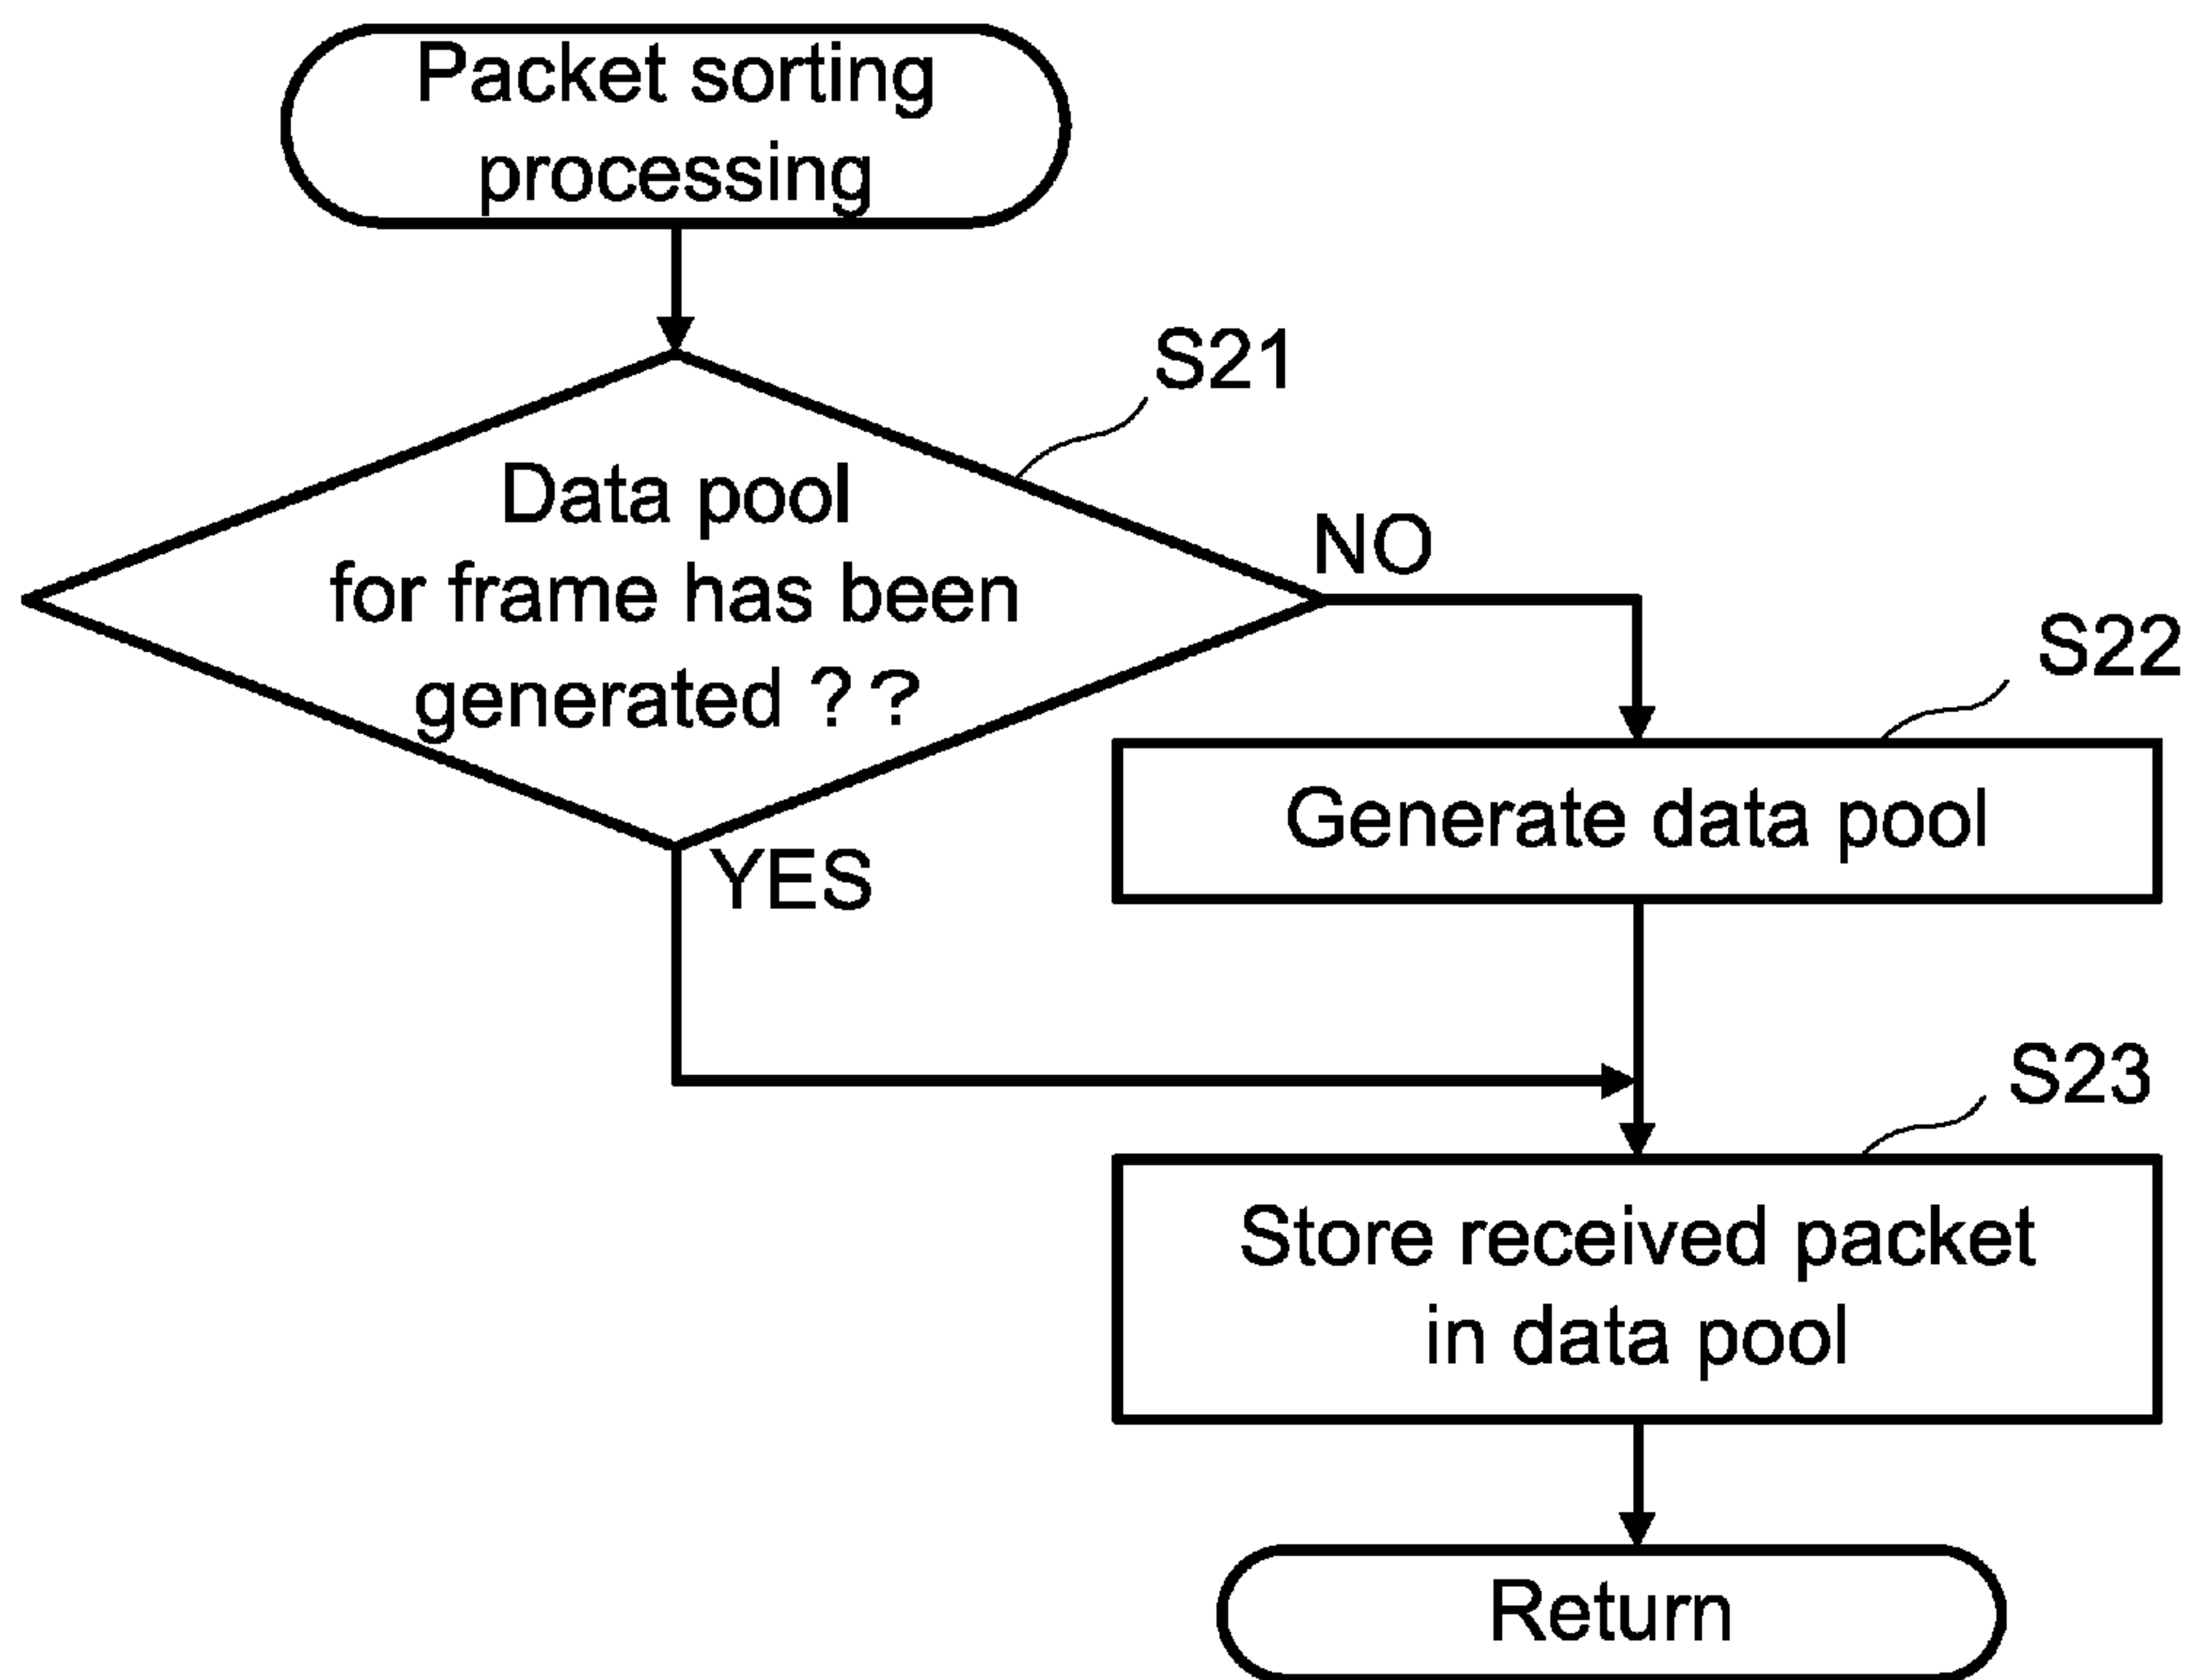 Packet sorting
processing
S21
Data pool
for frame has been
generated ? ?
NO
S22
Generate data pool
YES
S23
Store received packet
in data pool
Return